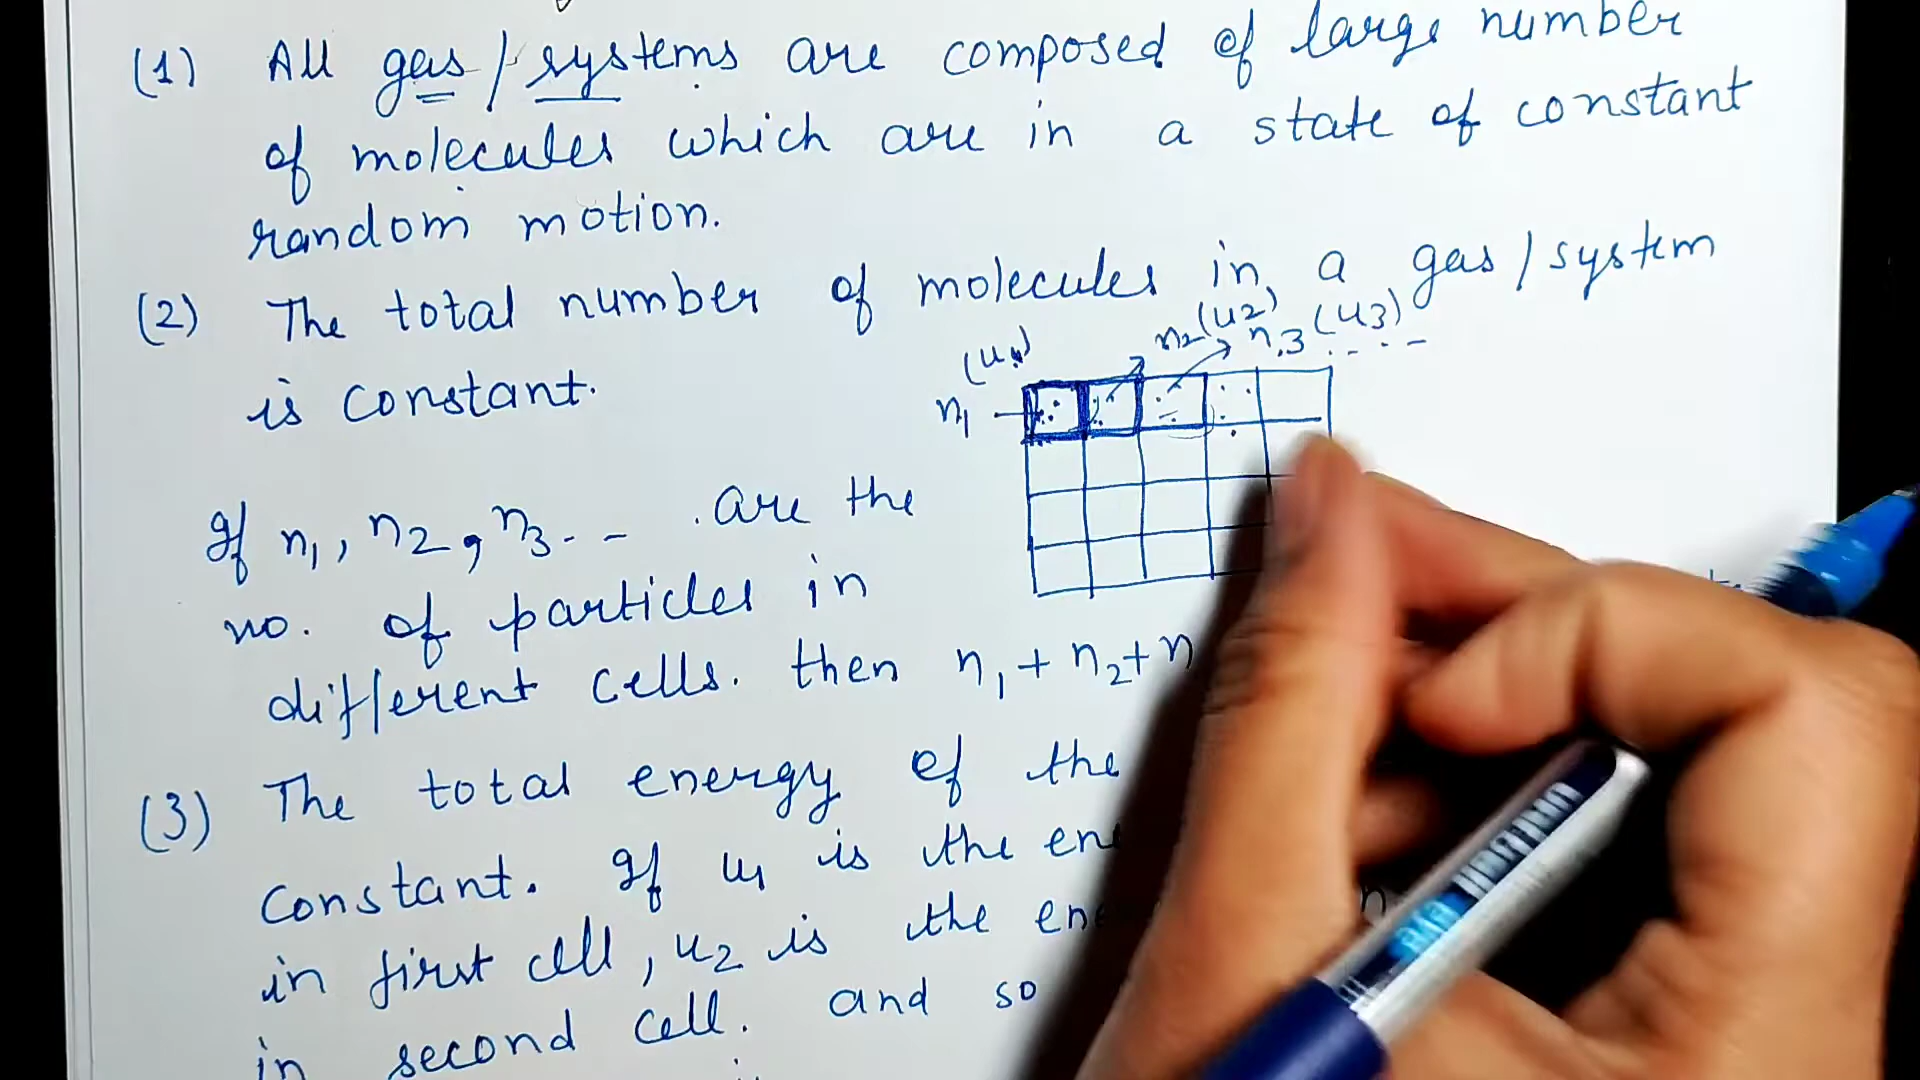 (1) All gas / systems are composed of large number
of molecules which are in a state of constant
random motion.
(2) The total number of molecules in a gas / system
is constant.
n2 (u2) n3 (u3) - - - -
n1
If n1, n2, n3 - - . are the
no. of particles in
different cells. then n1 + n2 + n
(3) The total energy of the
constant. If u1 is the
in first cell, u2 is the
in second cell. and so
UNIBALL
eye